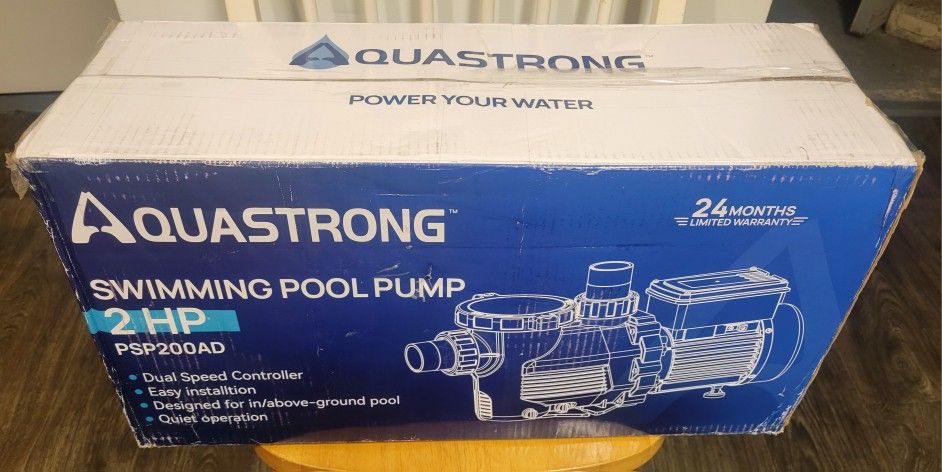 AQUASTRONG™
POWER YOUR WATER
AQUASTRONG™
24 MONTHS
LIMITED WARRANTY
SWIMMING POOL PUMP
2 HP
PSP200AD
• Dual Speed Controller
• Easy installtion
• Designed for in/above-ground pool
• Quiet operation